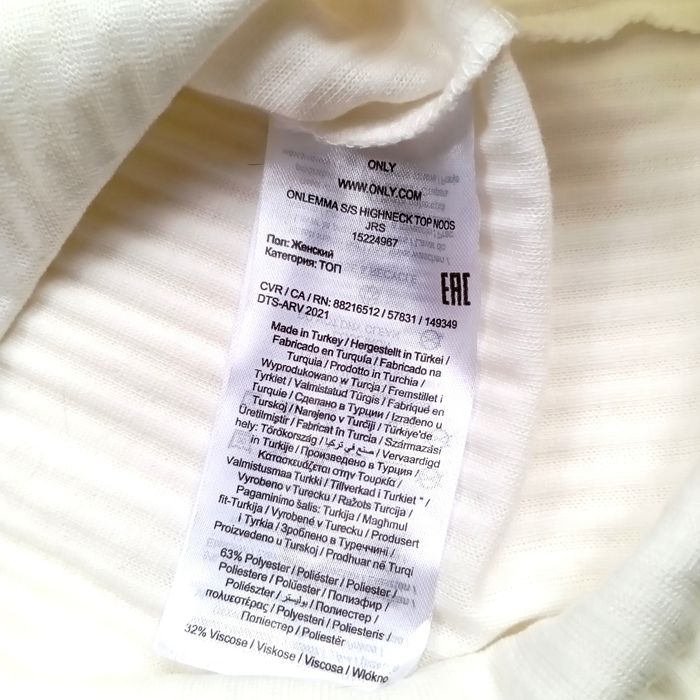 ONLY
WWW.ONLY.COM
ONLEMMA S/S HIGHNECK TOP NOOS
JRS
15224967
Пол: Женский
Категория: ТОП
EAC
CVR / CA / RN: 88216512 / 57831 / 149349
DTS-ARV 2021
Made in Turkey / Hergestellt in Türkei /
Fabricado en Turquía / Fabricado na
Turquia / Prodotto in Turchia /
Wyprodukowano w Turcja / Fremstillet i
Tyrkiet / Valmistatud Türgis / Fabriqué en
Turquie / Сделано в Турции / Izrađeno u
Turskoj / Narejeno v Turčiji / Türkiye'de
Üretilmiştir / Fabricat în Turcia / Származási
hely: Törökország / صنع في تركيا / Vervaardigd
in Turkije / Произведено в Турция /
Κατασκευάζεται στην Τουρκία /
Valmistusmaa Turkki / Tillverkad i Turkiet " /
Vyrobeno v Turecku / Ražots Turcija /
Pagaminimo šalis: Turkija / Maghmul
fit-Turkija / Vyrobené v Turecku / Produsert
i Tyrkia / Зроблено в Туреччині /
Proizvedeno u Turskoj / Prodhuar në Turqi
63% Polyester / Poliéster / Poliester /
Poliestere / Polüester / Полиэфир /
Poliészter / بوليستر / Полиестер /
πολυεστέρας / Polyesteri / Poliesteris /
Поліестер / Poliestër
32% Viscose / Viskose / Viscosa / Włókno